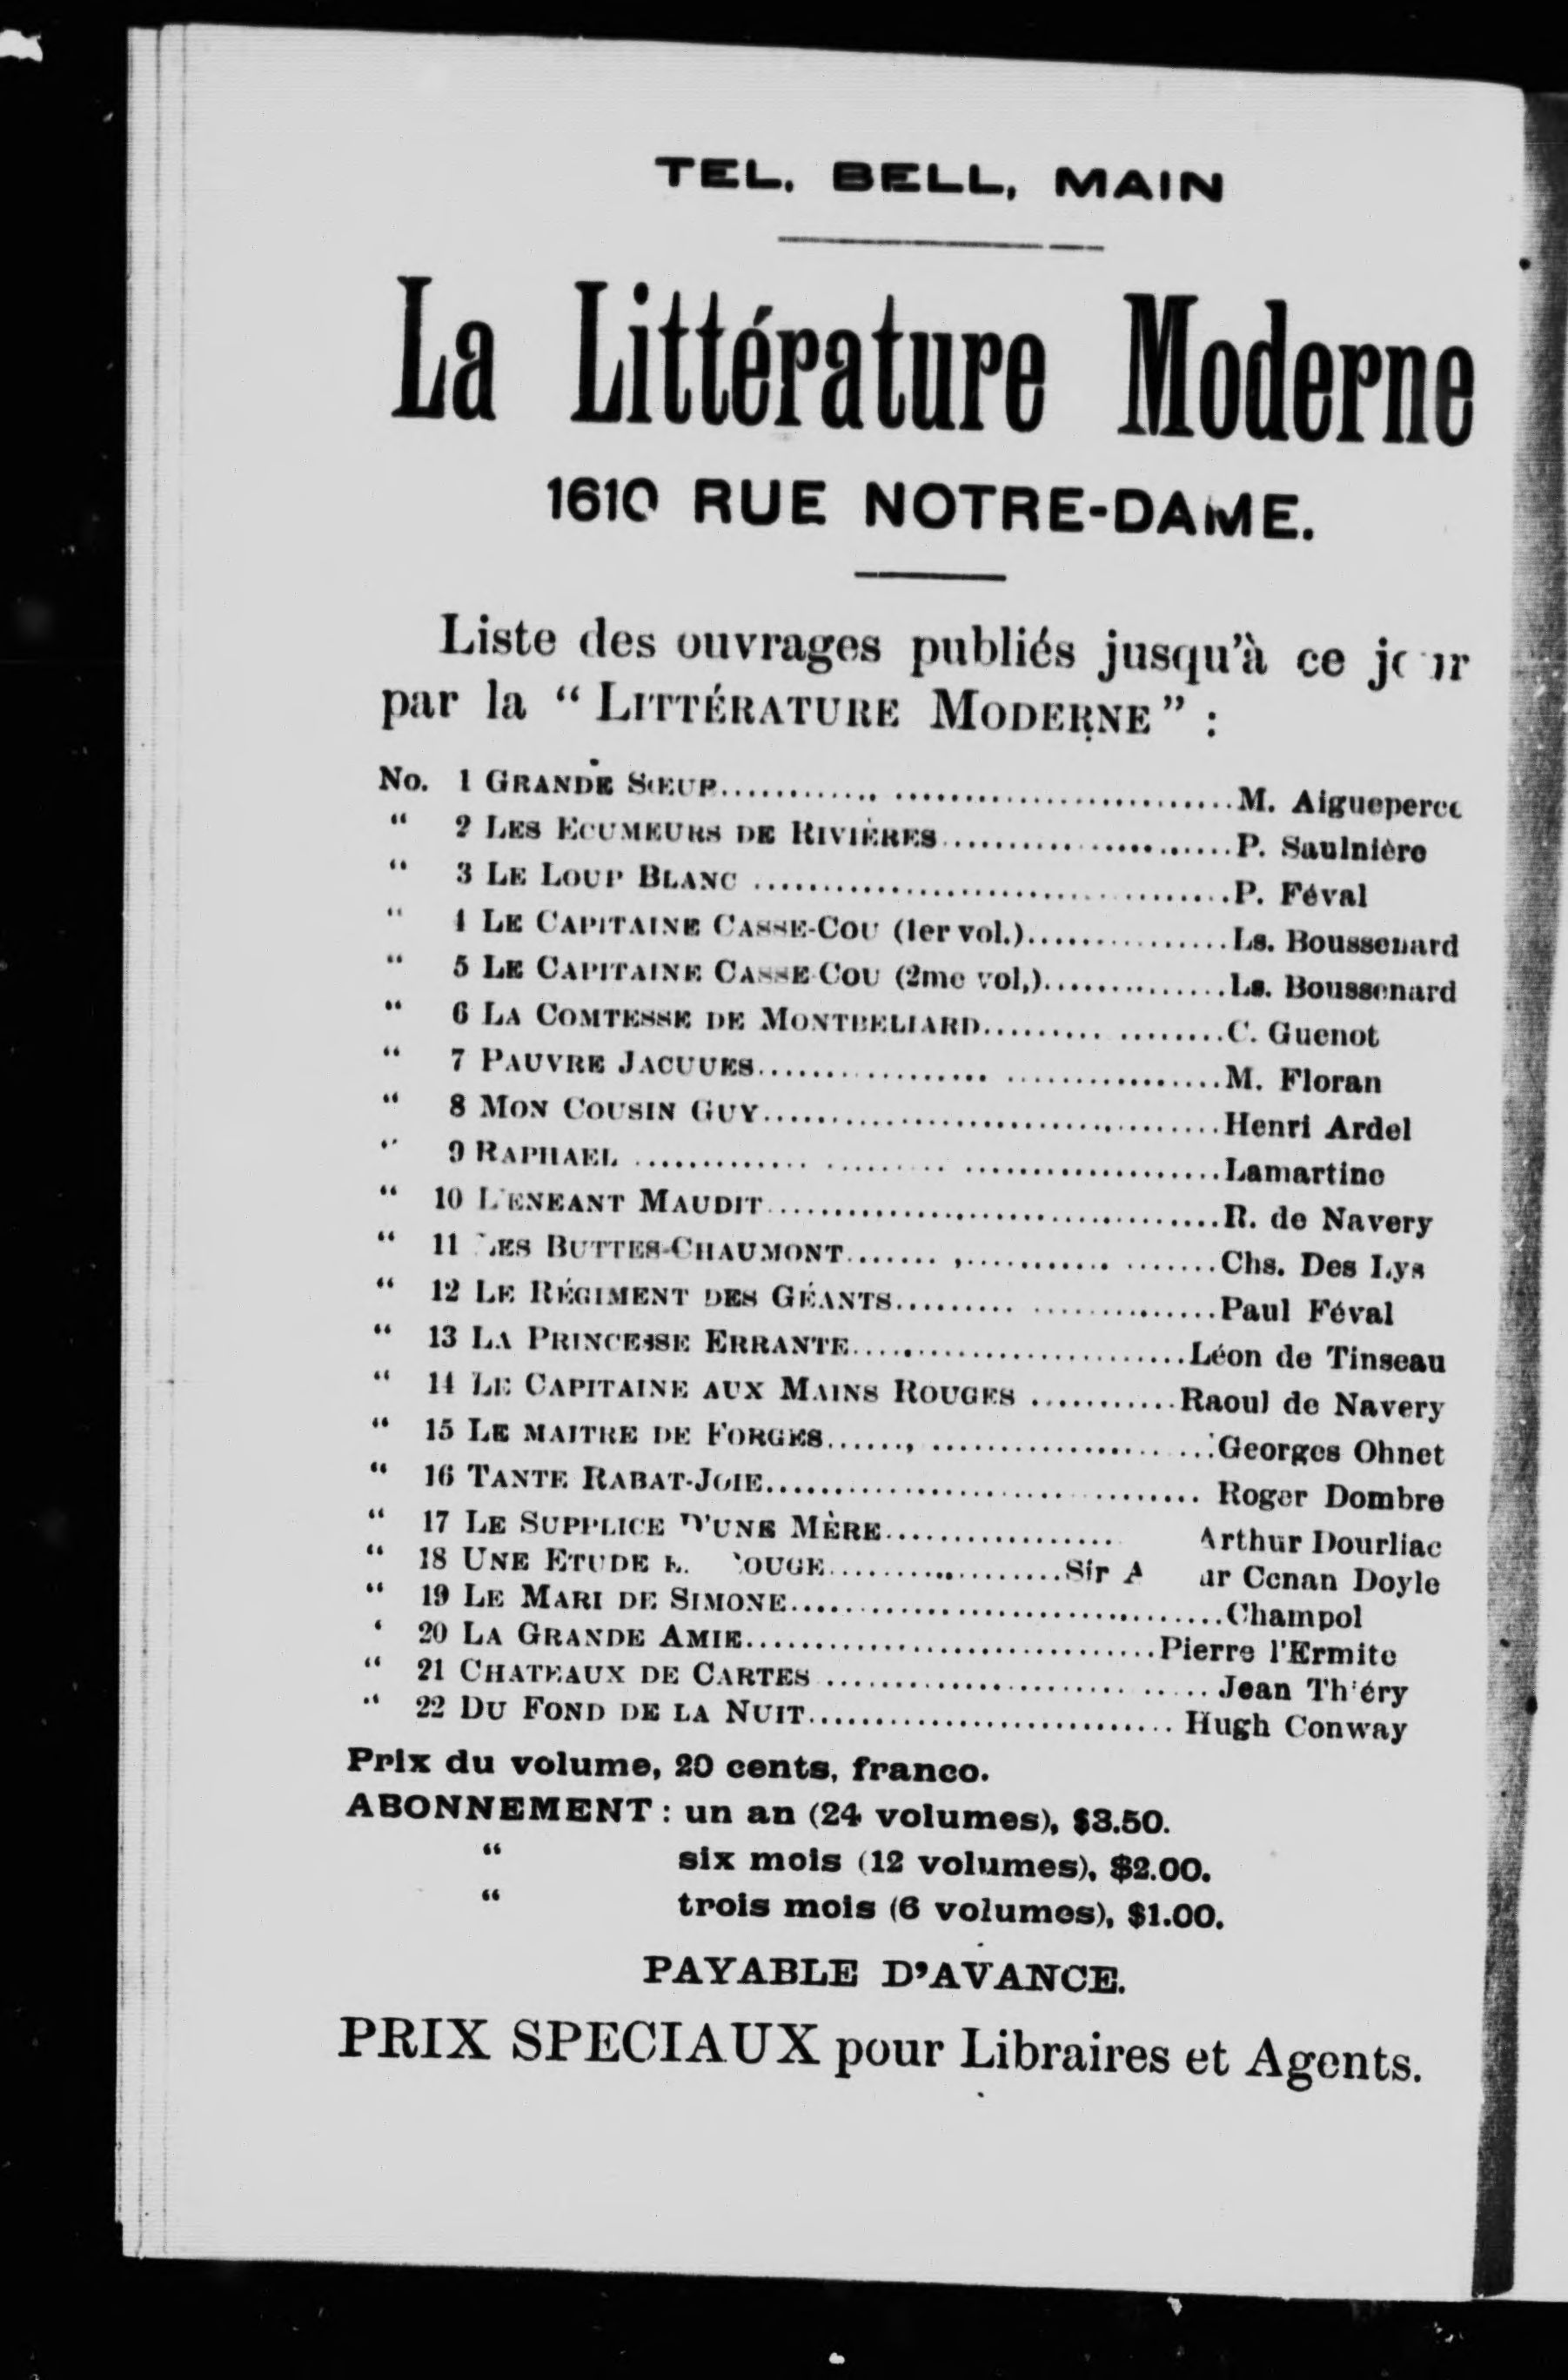 TEL. BELL, MAIN
La Littérature Moderne
1610 RUE NOTRE-DAME.
Liste des ouvrages publiés jusqu'à ce jour
par la “ LITTÉRATURE MODERNE ” :
No. 1 GRANDE SŒUR........................................M. Aigueperce
“ 2 LES ECUMEURS DE RIVIÈRES........................P. Saulnière
“ 3 LE LOUP BLANC ........................................P. Féval
“ 4 LE CAPITAINE CASSE-COU (1er vol.)................Ls. Boussenard
“ 5 LE CAPITAINE CASSE-COU (2me vol,)................Ls. Boussenard
“ 6 LA COMTESSE DE MONTBELIARD......... ........C. Guenot
“ 7 PAUVRE JACUUES................. ................M. Floran
“ 8 MON COUSIN GUY..................................Henri Ardel
“ 9 RAPHAEL ............. ......... ...................Lamartine
“ 10 L'ENEANT MAUDIT..................................R. de Navery
“ 11 LES BUTTES-CHAUMONT....... ,........... .......Chs. Des Lys
“ 12 LE RÉGIMENT DES GÉANTS......... ..............Paul Féval
“ 13 LA PRINCESSE ERRANTE.........................Léon de Tinseau
“ 14 LE CAPITAINE AUX MAINS ROUGES ...........Raoul de Navery
“ 15 LE MAITRE DE FORGES......, .....................Georges Ohnet
“ 16 TANTE RABAT-JOIE................................ Roger Dombre
“ 17 LE SUPPLICE D'UNE MÈRE.................. Arthur Dourliac
“ 18 UNE ETUDE ROUGE..................Sir Conan Doyle
“ 19 LE MARI DE SIMONE................................Champol
‘ 20 LA GRANDE AMIE..............................Pierre l'Ermite
“ 21 CHATEAUX DE CARTES ...................... ..... Jean Thiéry
“ 22 DU FOND DE LA NUIT........................... Hugh Conway
Prix du volume, 20 cents, franco.
ABONNEMENT : un an (24 volumes), $3.50.
“ six mois (12 volumes), $2.00.
“ trois mois (6 volumes), $1.00.
PAYABLE D'AVANCE.
PRIX SPECIAUX pour Libraires et Agents.